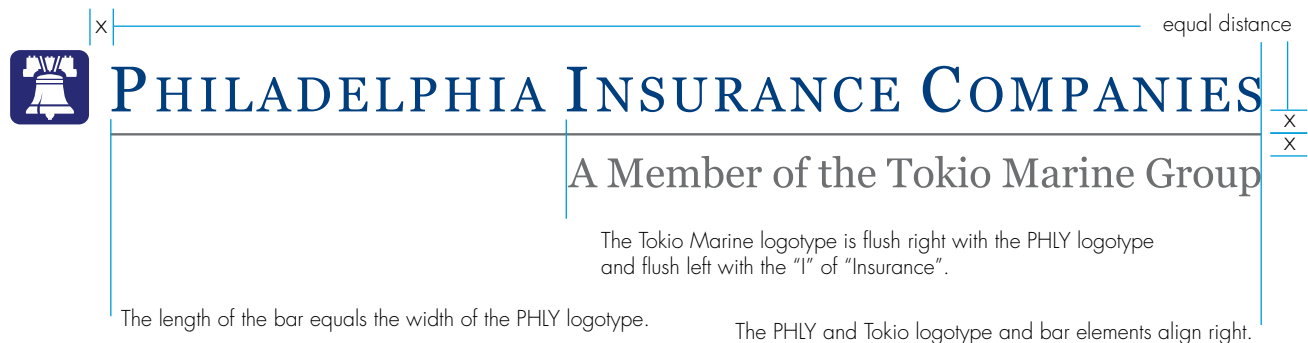 x
equal distance
PHILADELPHIA INSURANCE COMPANIES
x
x
A Member of the Tokio Marine Group
The Tokio Marine logotype is flush right with the PHLY logotype
and flush left with the “I” of “Insurance”.
The length of the bar equals the width of the PHLY logotype.
The PHLY and Tokio logotype and bar elements align right.